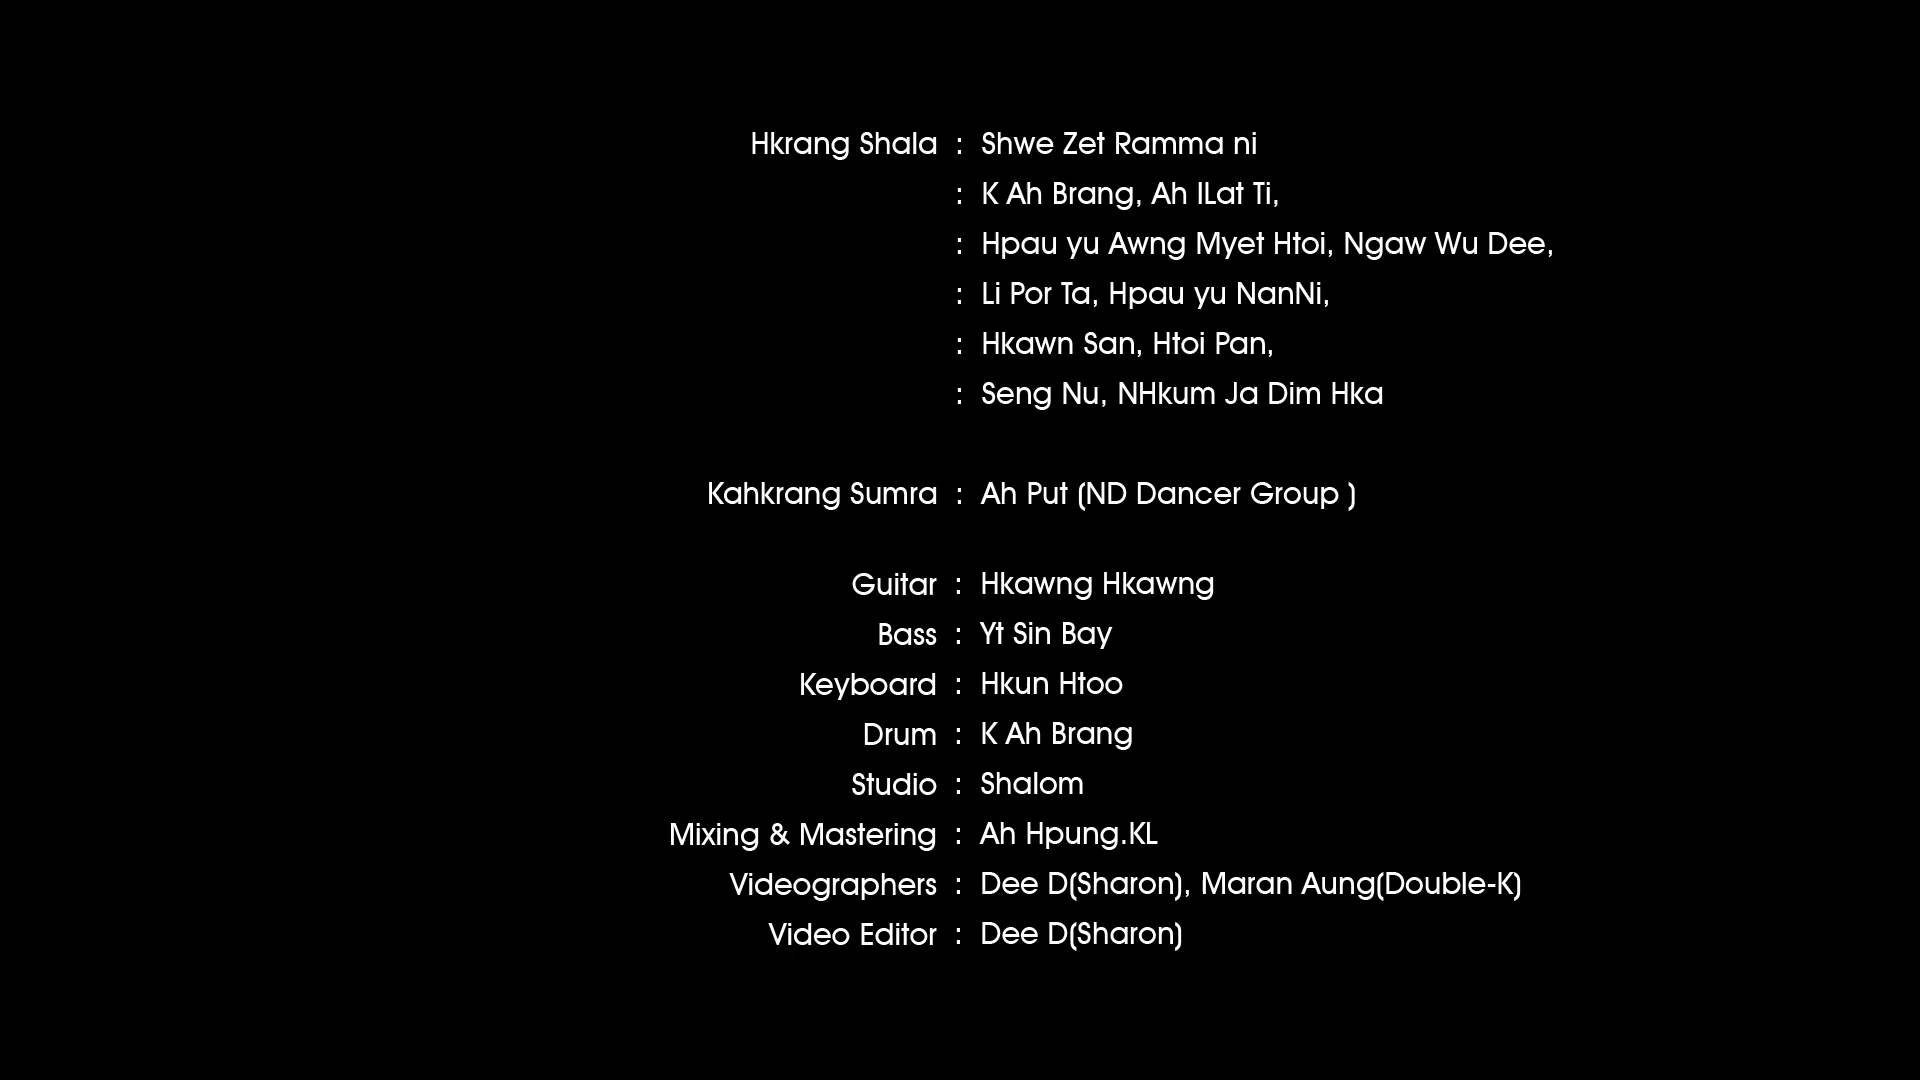 Hkrang Shala : Shwe Zet Ramma ni
: K Ah Brang, Ah lLat Ti,
: Hpau yu Awng Myet Htoi, Ngaw Wu Dee,
: Li Por Ta, Hpau yu NanNi,
: Hkawn San, Htoi Pan,
: Seng Nu, NHkum Ja Dim Hka
Kahkrang Sumra : Ah Put (ND Dancer Group )
Guitar : Hkawng Hkawng
Bass : Yt Sin Bay
Keyboard : Hkun Htoo
Drum : K Ah Brang
Studio : Shalom
Mixing & Mastering : Ah Hpung.KL
Videographers : Dee D(Sharon), Maran Aung(Double-K)
Video Editor : Dee D(Sharon)